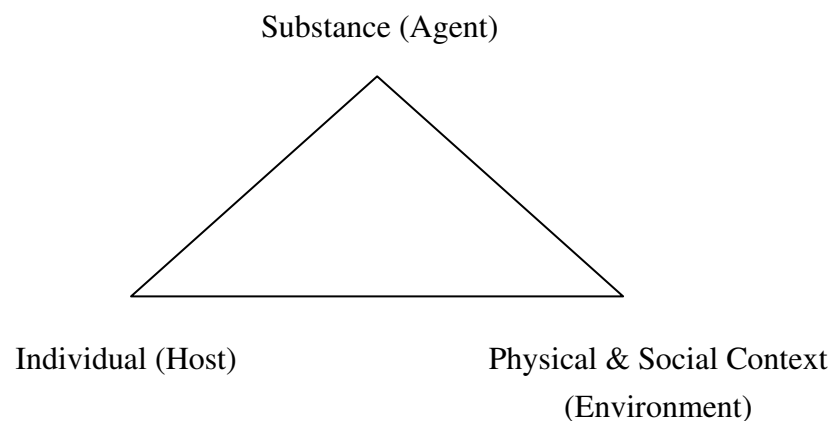 Substance (Agent)
Individual (Host)
Physical & Social Context
(Environment)